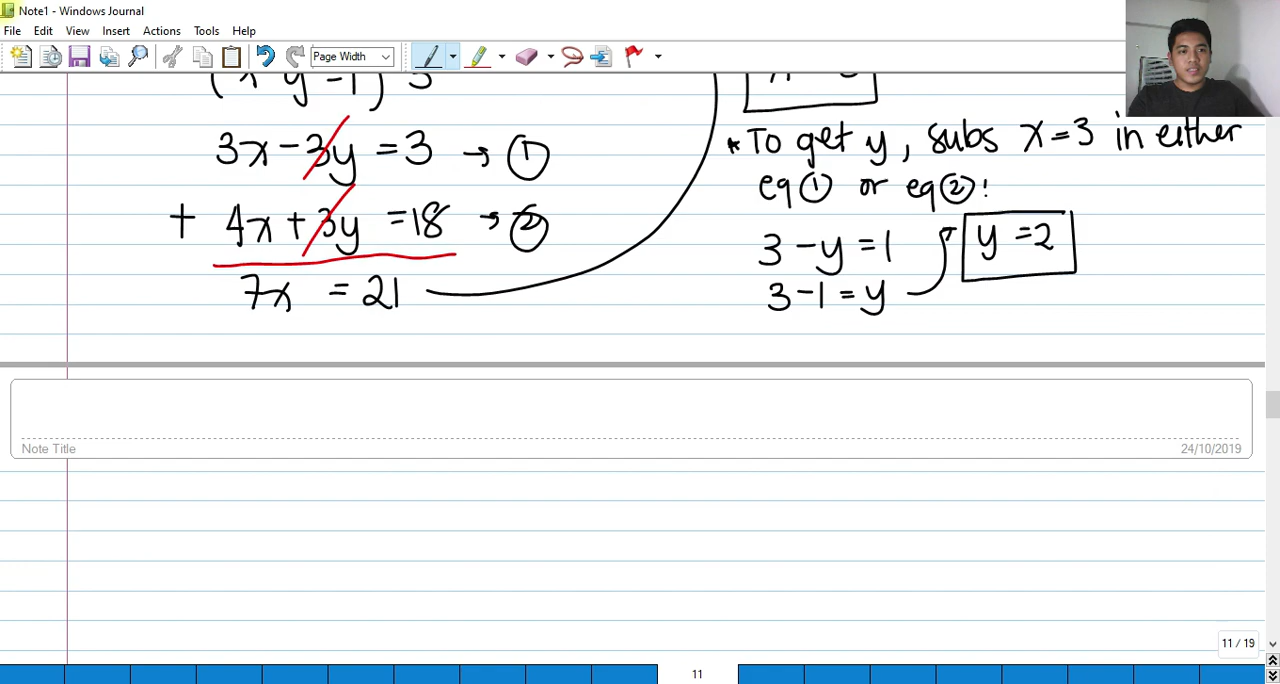 Note1 - Windows Journal
File Edit View Insert Actions Tools Help
Page Width
3x - 3y = 3 → ①
+ 4x + 3y = 18 → ②
7x = 21
* To get y, subs x = 3 in either
eq ① or eq ②:
3 - y = 1
3 - 1 = y
y = 2
Note Title
24/10/2019
11 / 19
11